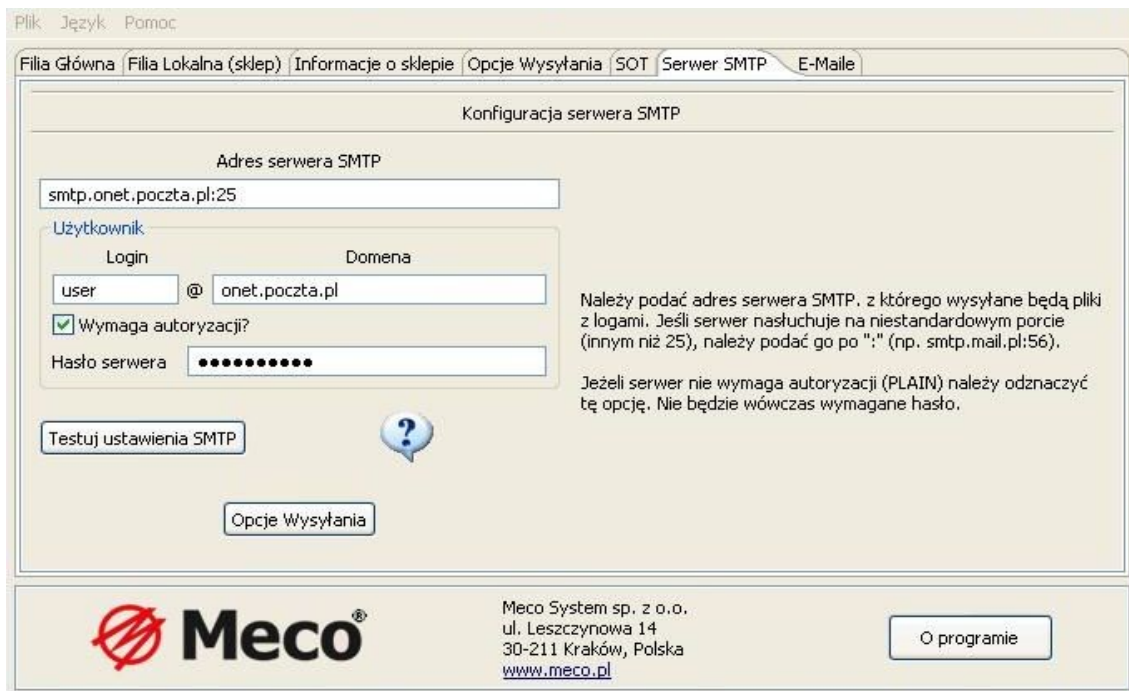 Plik Język Pomoc
Filia Główna Filia Lokalna (sklep) Informacje o sklepie Opcje Wysyłania SOT Serwer SMTP E-Maile
Konfiguracja serwera SMTP
Adres serwera SMTP
smtp.onet.poczta.pl:25
Użytkownik
Login Domena
user @ onet.poczta.pl
Wymaga autoryzacji?
Hasło serwera ●●●●●●●●●●
Testuj ustawienia SMTP
?
Opcje Wysyłania
Należy podać adres serwera SMTP. z którego wysyłane będą pliki
z logami. Jeśli serwer nasłuchuje na niestandardowym porcie
(innym niż 25), należy podać go po ":" (np. smtp.mail.pl:56).
Jeżeli serwer nie wymaga autoryzacji (PLAIN) należy odznaczyć
tę opcję. Nie będzie wówczas wymagane hasło.
Meco®
Meco System sp. z o.o.
ul. Leszczynowa 14
30-211 Kraków, Polska
www.meco.pl
O programie